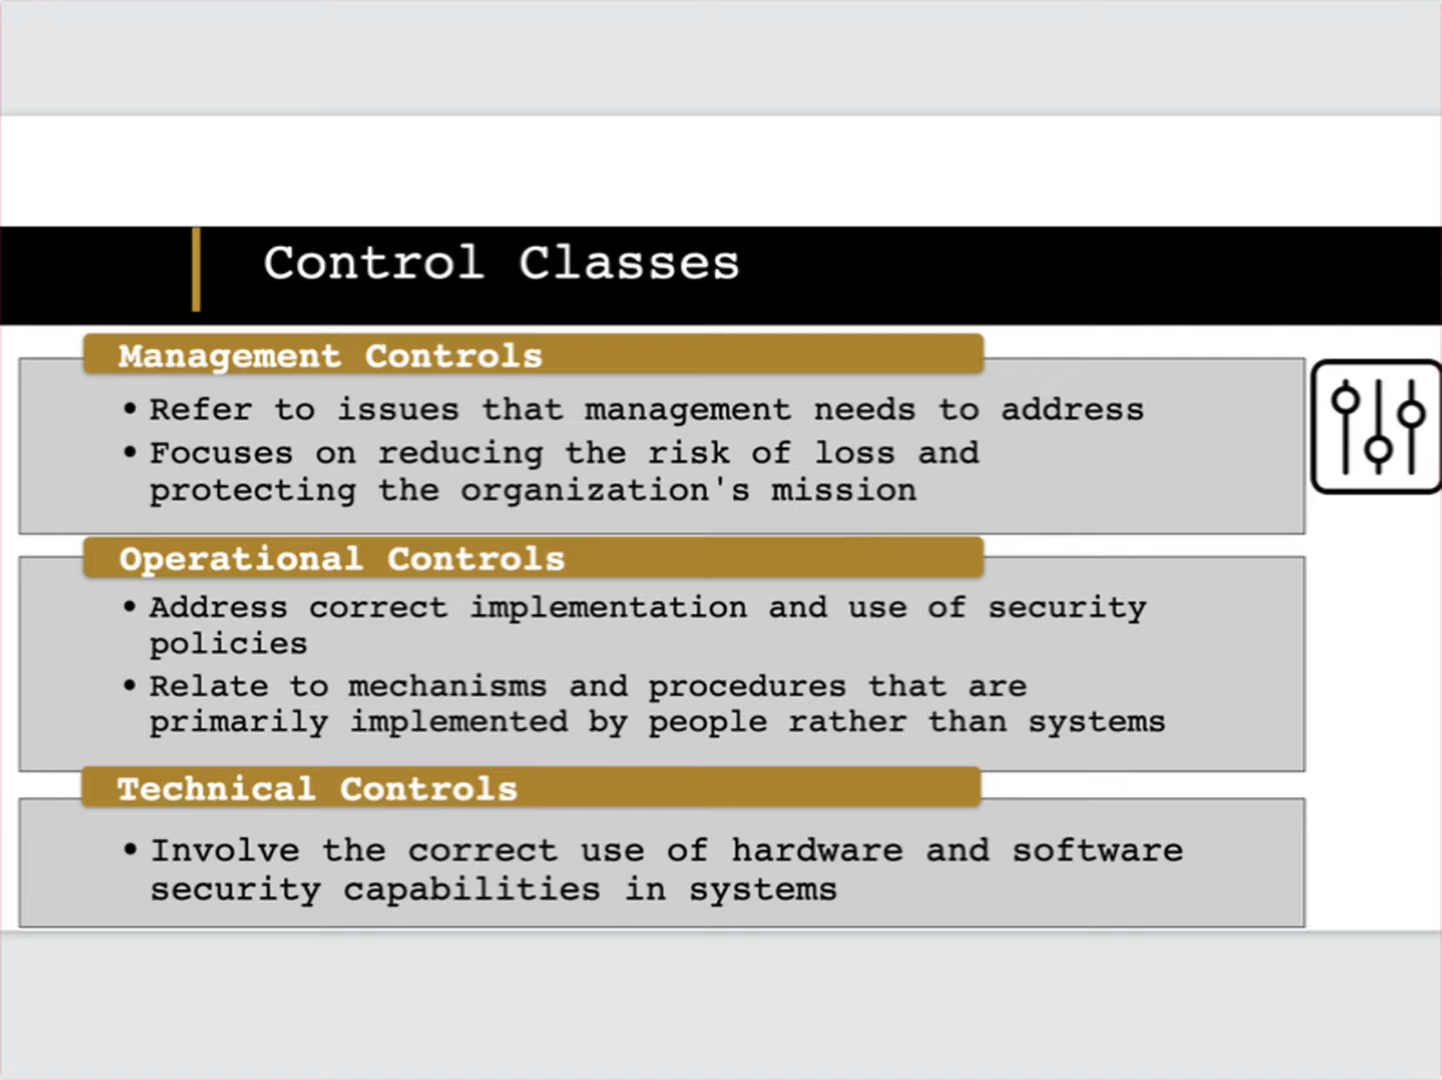 Control Classes
Management Controls
• Refer to issues that management needs to address
• Focuses on reducing the risk of loss and
protecting the organization's mission
Operational Controls
• Address correct implementation and use of security
policies
• Relate to mechanisms and procedures that are
primarily implemented by people rather than systems
Technical Controls
• Involve the correct use of hardware and software
security capabilities in systems